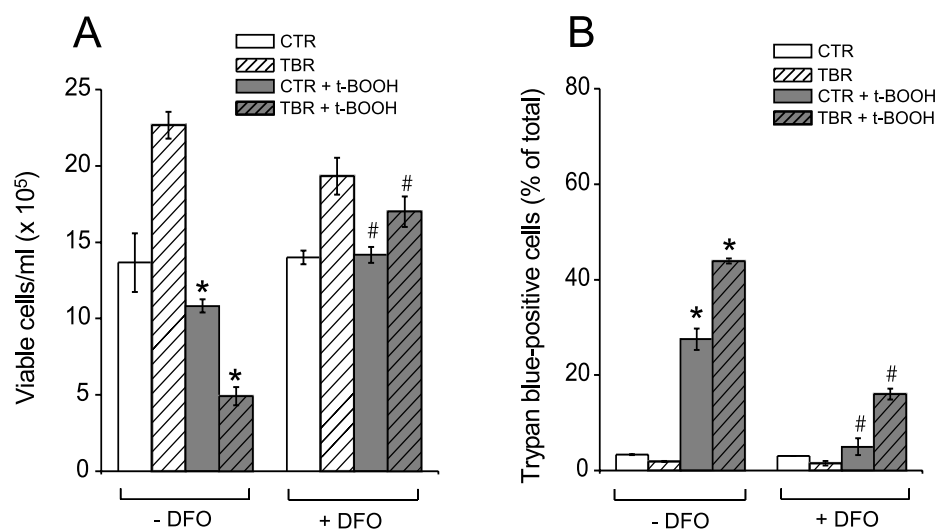 A
CTR
TBR
CTR + t-BOOH
TBR + t-BOOH
Viable cells/ml (x 10⁵)
25
20
15
10
5
0
*
*
#
#
- DFO
+ DFO
B
CTR
TBR
CTR + t-BOOH
TBR + t-BOOH
Trypan blue-positive cells (% of total)
80
60
40
20
0
*
*
#
#
- DFO
+ DFO